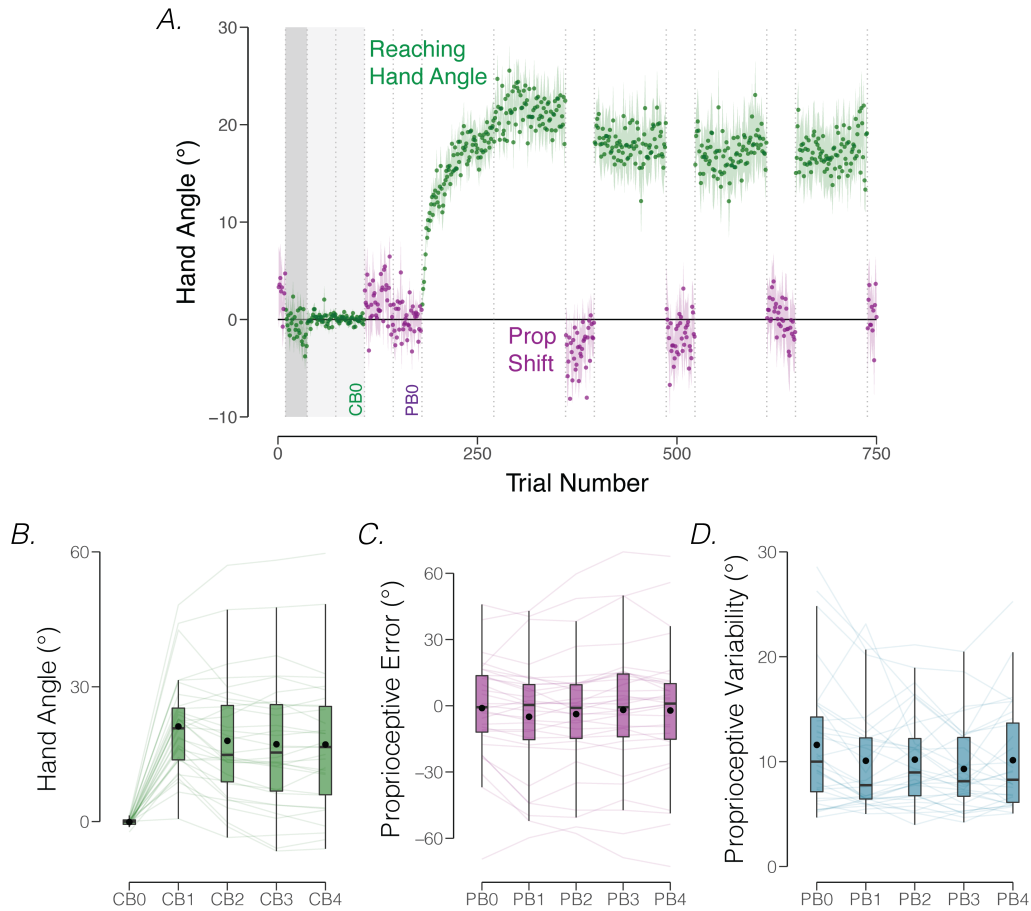 A.
30
20
10
0
−10
Hand Angle (°)
Reaching
Hand Angle
Prop
Shift
CB0
PB0
0
250
500
750
Trial Number
B.
60
30
0
Hand Angle (°)
CB0 CB1 CB2 CB3 CB4
C.
60
30
0
−30
−60
Proprioceptive Error (°)
PB0 PB1 PB2 PB3 PB4
D.
30
20
10
0
Proprioceptive Variability (°)
PB0 PB1 PB2 PB3 PB4